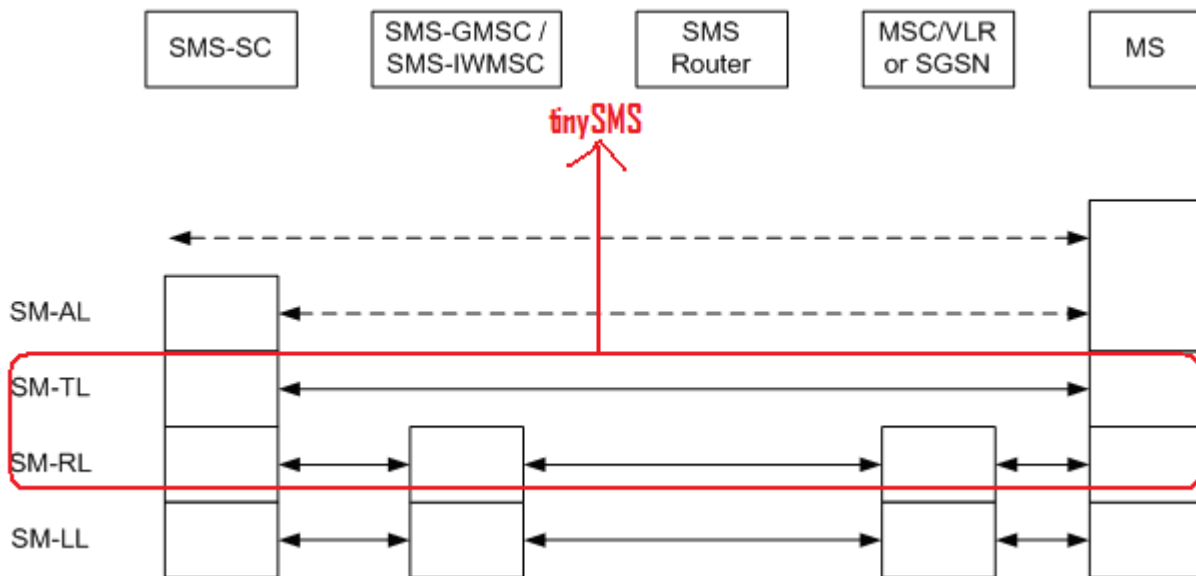 SMS-SC
SMS-GMSC /
SMS-IWMSC
SMS
Router
MSC/VLR
or SGSN
MS
tinySMS
SM-AL
SM-TL
SM-RL
SM-LL